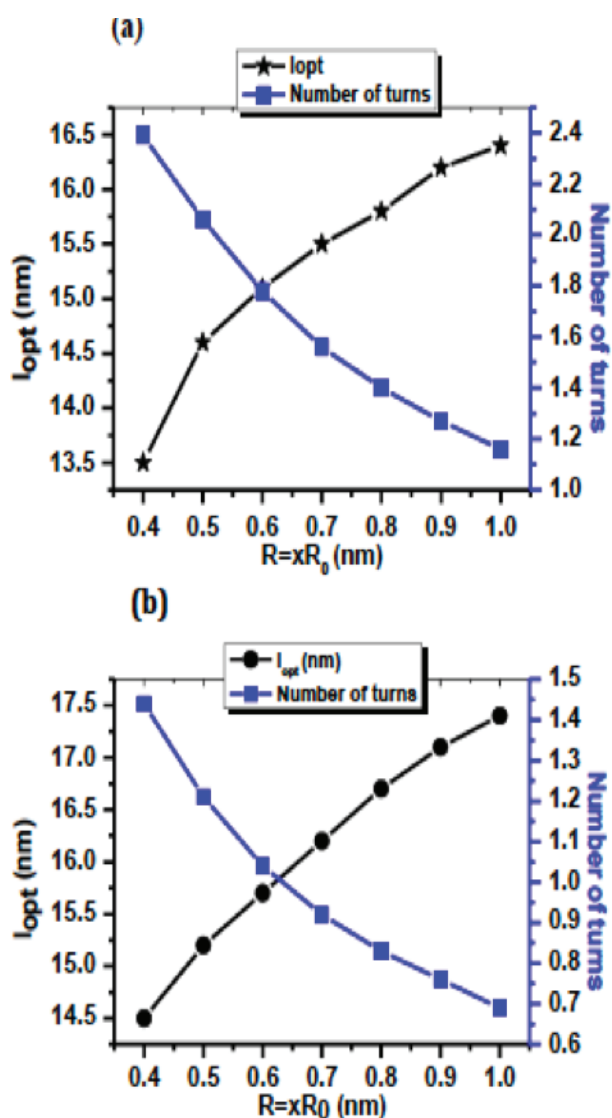 (a)
Iopt
Number of turns
16.5
16.0
15.5
15.0
14.5
14.0
13.5
lopt (nm)
2.4
2.2
2.0
1.8
1.6
1.4
1.2
1.0
Number of turns
0.4 0.5 0.6 0.7 0.8 0.9 1.0
R=xR0 (nm)
(b)
lopt (nm)
Number of turns
17.5
17.0
16.5
16.0
15.5
15.0
14.5
lopt (nm)
1.5
1.4
1.3
1.2
1.1
1.0
0.9
0.8
0.7
0.6
Number of turns
0.4 0.5 0.6 0.7 0.8 0.9 1.0
R=xR0 (nm)